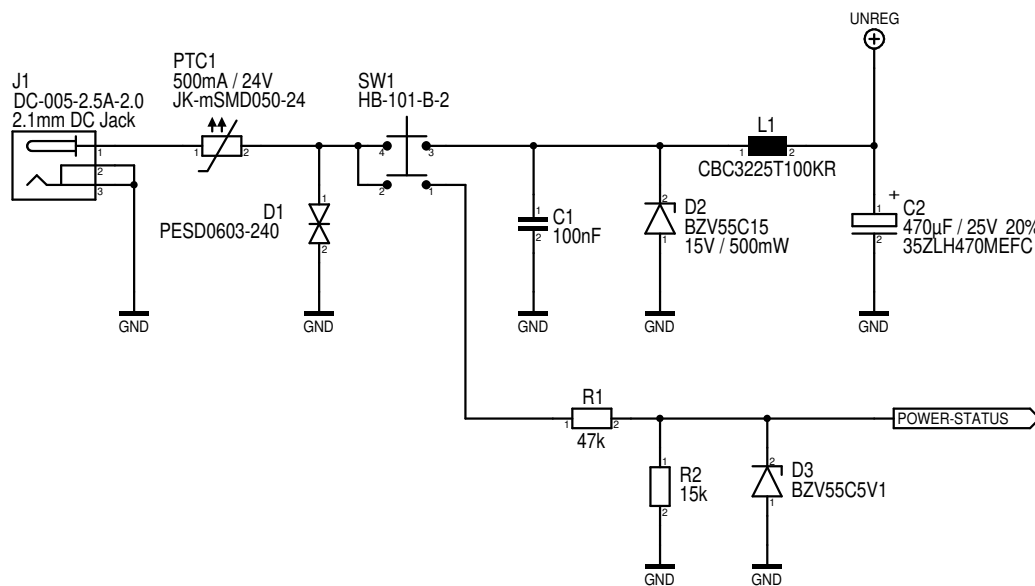 UNREG
J1
DC-005-2.5A-2.0
2.1mm DC Jack
1
2
3
PTC1
500mA / 24V
JK-mSMD050-24
1
2
SW1
HB-101-B-2
4
3
2
1
L1
1
2
CBC3225T100KR
D1
PESD0603-240
1
2
C1
100nF
1
2
D2
BZV55C15
15V / 500mW
2
1
+
C2
470µF / 25V 20%
35ZLH470MEFC
1
2
GND
GND
GND
GND
GND
R1
1
2
47k
POWER-STATUS
R2
15k
1
2
D3
BZV55C5V1
2
1
GND
GND